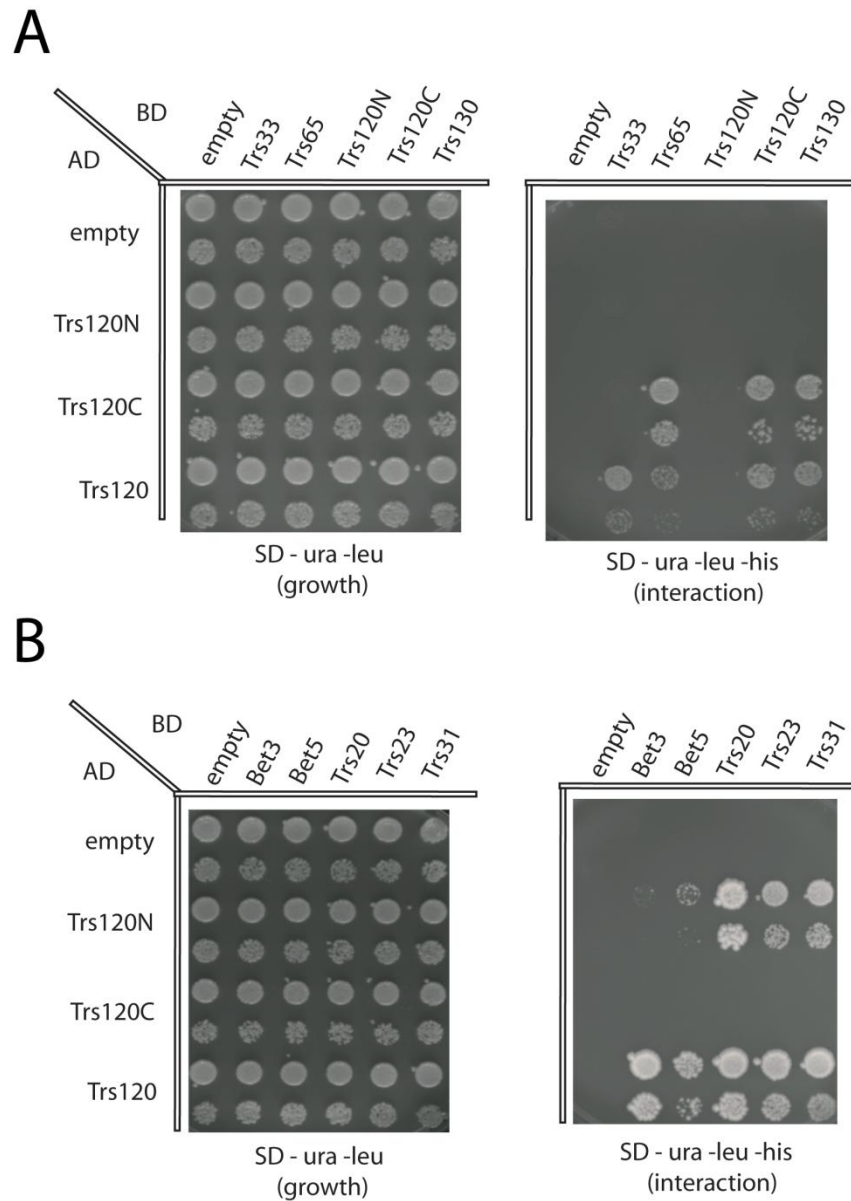 A
BD
AD
empty
Trs33
Trs65
Trs120N
Trs120C
Trs130
empty
Trs33
Trs65
Trs120N
Trs120C
Trs130
empty
Trs120N
Trs120C
Trs120
SD - ura -leu
(growth)
SD - ura -leu -his
(interaction)
B
BD
AD
empty
Bet3
Bet5
Trs20
Trs23
Trs31
empty
Bet3
Bet5
Trs20
Trs23
Trs31
empty
Trs120N
Trs120C
Trs120
SD - ura -leu
(growth)
SD - ura -leu -his
(interaction)